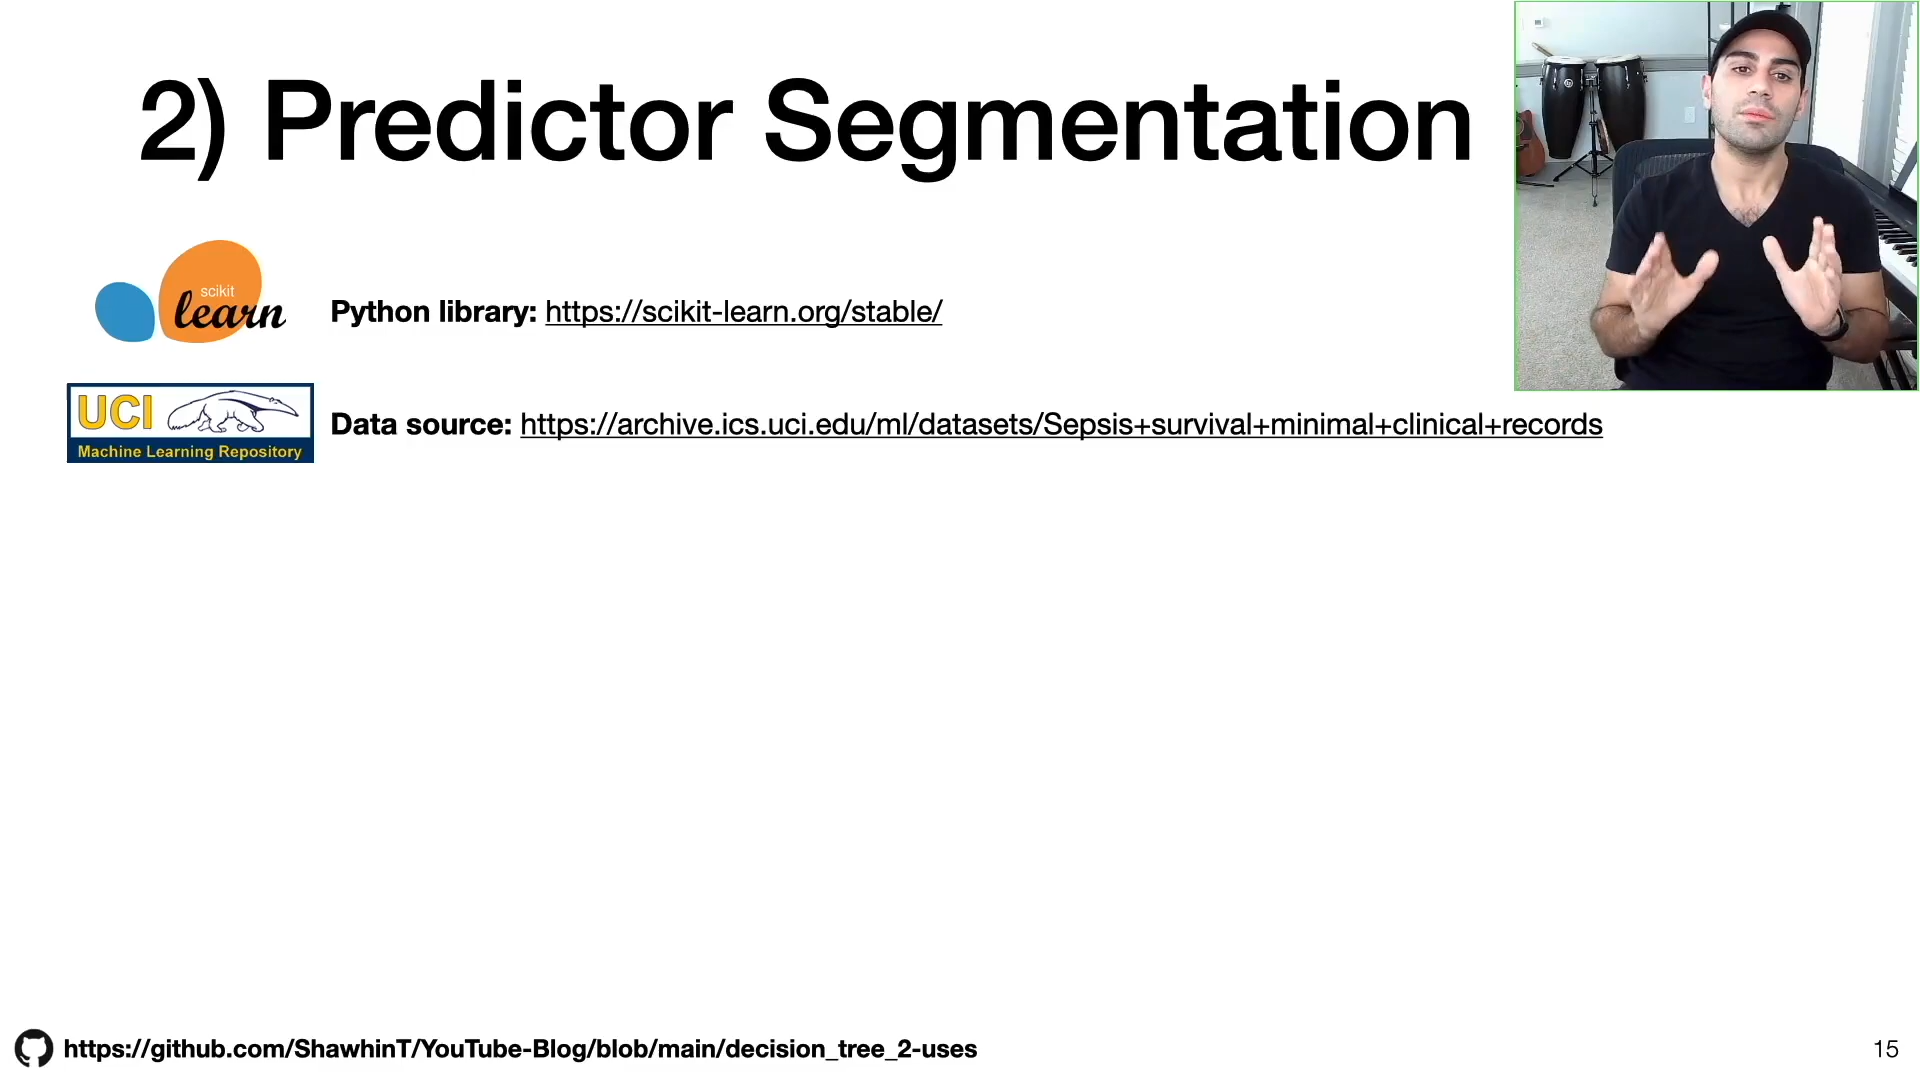 2) Predictor Segmentation
scikit
learn
Python library: https://scikit-learn.org/stable/
UCI
Machine Learning Repository
Data source: https://archive.ics.uci.edu/ml/datasets/Sepsis+survival+minimal+clinical+records
https://github.com/ShawhinT/YouTube-Blog/blob/main/decision_tree_2-uses
15